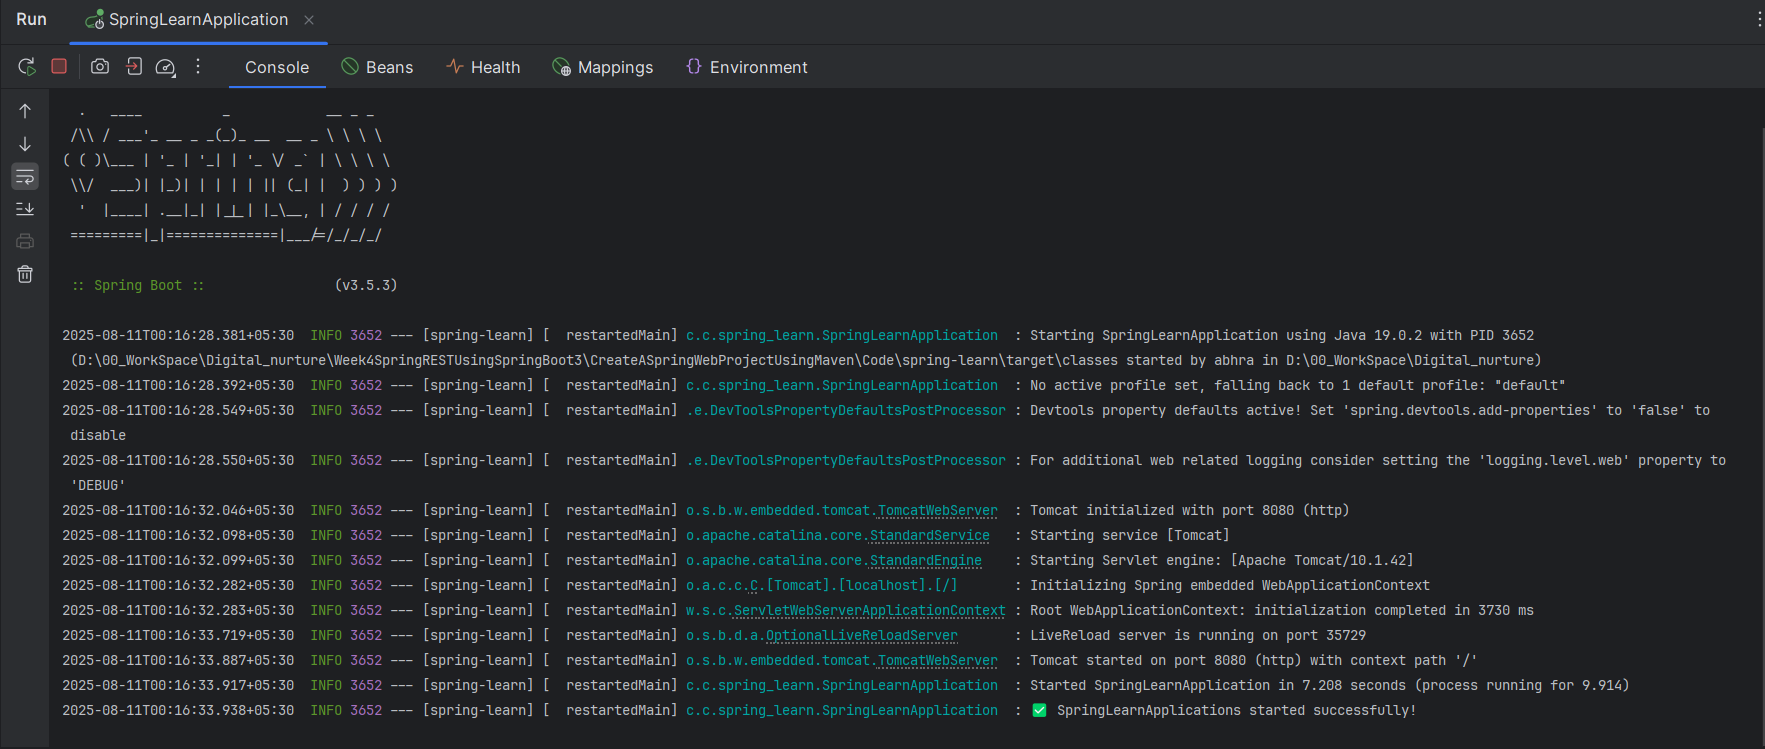 Run SpringLearnApplication
Console Beans Health Mappings Environment
  .   ____          _            __ _ _
 /\\ / ___'_ __ _ _(_)_ __  __ _ \ \ \ \
( ( )\___ | '_ | '_| | '_ \/ _` | \ \ \ \
 \\/  ___)| |_)| | | | | || (_| |  ) ) ) )
  '  |____| .__|_| |_|_| |_\__, | / / / /
 =========|_|==============|___/=/_/_/_/
:: Spring Boot :: (v3.5.3)
2025-08-11T00:16:28.381+05:30  INFO 3652 --- [spring-learn] [  restartedMain] c.c.spring_learn.SpringLearnApplication  : Starting SpringLearnApplication using Java 19.0.2 with PID 3652
(D:\00_WorkSpace\Digital_nurture\Week4SpringRESTUsingSpringBoot3\CreateASpringWebProjectUsingMaven\Code\spring-learn\target\classes started by abhra in D:\00_WorkSpace\Digital_nurture)
2025-08-11T00:16:28.392+05:30  INFO 3652 --- [spring-learn] [  restartedMain] c.c.spring_learn.SpringLearnApplication  : No active profile set, falling back to 1 default profile: "default"
2025-08-11T00:16:28.549+05:30  INFO 3652 --- [spring-learn] [  restartedMain] .e.DevToolsPropertyDefaultsPostProcessor : Devtools property defaults active! Set 'spring.devtools.add-properties' to 'false' to
disable
2025-08-11T00:16:28.550+05:30  INFO 3652 --- [spring-learn] [  restartedMain] .e.DevToolsPropertyDefaultsPostProcessor : For additional web related logging consider setting the 'logging.level.web' property to
'DEBUG'
2025-08-11T00:16:32.046+05:30  INFO 3652 --- [spring-learn] [  restartedMain] o.s.b.w.embedded.tomcat.TomcatWebServer  : Tomcat initialized with port 8080 (http)
2025-08-11T00:16:32.098+05:30  INFO 3652 --- [spring-learn] [  restartedMain] o.apache.catalina.core.StandardService   : Starting service [Tomcat]
2025-08-11T00:16:32.099+05:30  INFO 3652 --- [spring-learn] [  restartedMain] o.apache.catalina.core.StandardEngine    : Starting Servlet engine: [Apache Tomcat/10.1.42]
2025-08-11T00:16:32.282+05:30  INFO 3652 --- [spring-learn] [  restartedMain] o.a.c.c.C.[Tomcat].[localhost].[/]       : Initializing Spring embedded WebApplicationContext
2025-08-11T00:16:32.283+05:30  INFO 3652 --- [spring-learn] [  restartedMain] w.s.c.ServletWebServerApplicationContext : Root WebApplicationContext: initialization completed in 3730 ms
2025-08-11T00:16:33.719+05:30  INFO 3652 --- [spring-learn] [  restartedMain] o.s.b.d.a.OptionalLiveReloadServer       : LiveReload server is running on port 35729
2025-08-11T00:16:33.887+05:30  INFO 3652 --- [spring-learn] [  restartedMain] o.s.b.w.embedded.tomcat.TomcatWebServer  : Tomcat started on port 8080 (http) with context path '/'
2025-08-11T00:16:33.917+05:30  INFO 3652 --- [spring-learn] [  restartedMain] c.c.spring_learn.SpringLearnApplication  : Started SpringLearnApplication in 7.208 seconds (process running for 9.914)
2025-08-11T00:16:33.938+05:30  INFO 3652 --- [spring-learn] [  restartedMain] c.c.spring_learn.SpringLearnApplication  : ✅ SpringLearnApplications started successfully!